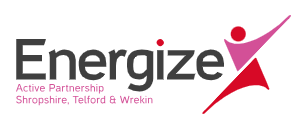 Energize
Active Partnership
Shropshire, Telford & Wrekin